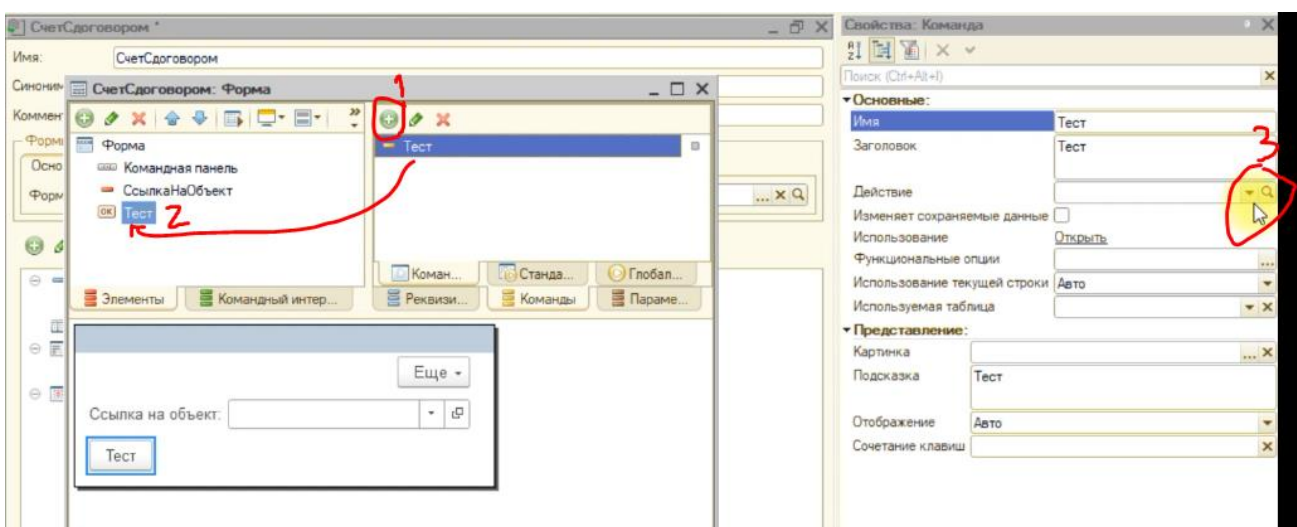 СчетСдоговором *
Имя:
СчетСдоговором
Синоним
СчетСдоговором: Форма
1
Коммен
Форма
Командная панель
СсылкаНаОбъект
Тест
2
Тест
Форм
Осно
Форм
Коман...
Станда...
Глобал...
Элементы
Командный интер...
Реквизи...
Команды
Параме...
Еще
Ссылка на объект:
Тест
Свойства: Команда
Поиск (Ctrl+Alt+I)
Основные:
Имя
Тест
Заголовок
Тест
3
Действие
Изменяет сохраняемые данные
Использование
Открыть
Функциональные опции
Использование текущей строки
Авто
Используемая таблица
Представление:
Картинка
Подсказка
Тест
Отображение
Авто
Сочетание клавиш